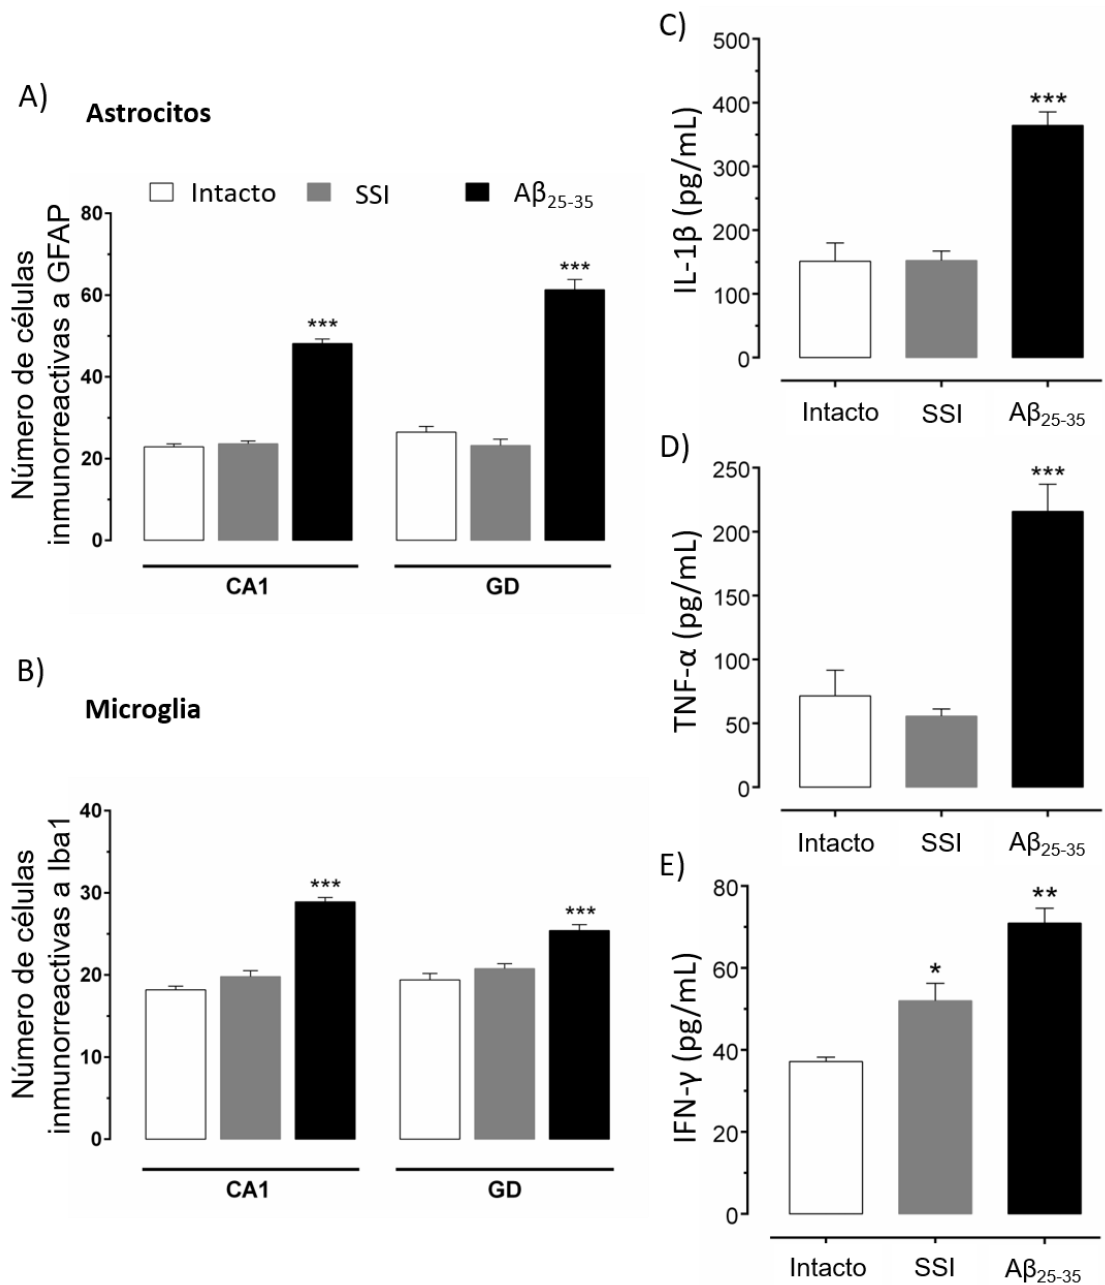 A)
Astrocitos
Intacto SSI Aβ25-35
Número de células
inmunorreactivas a GFAP
80
60
40
20
0
***
***
CA1 GD
B)
Microglia
Número de células
inmunorreactivas a Iba1
40
30
20
10
0
***
***
CA1 GD
C)
IL-1β (pg/mL)
500
400
300
200
100
0
***
Intacto SSI Aβ25-35
D)
TNF-α (pg/mL)
250
200
150
100
50
0
***
Intacto SSI Aβ25-35
E)
IFN-γ (pg/mL)
80
60
40
20
0
*
**
Intacto SSI Aβ25-35